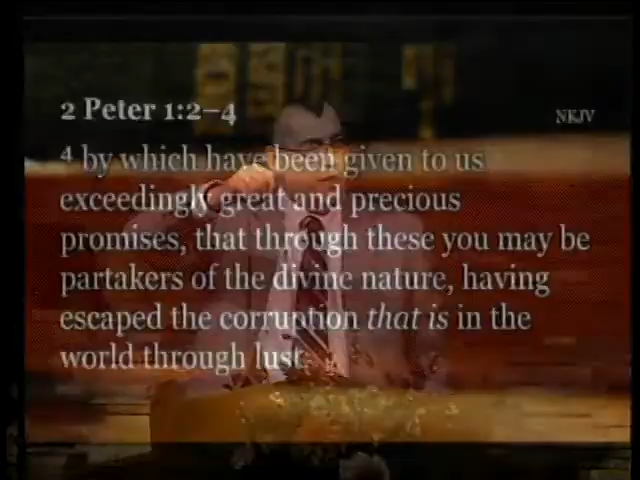 2 Peter 1:2–4
NKJV
4 by which have been given to us
exceedingly great and precious
promises, that through these you may be
partakers of the divine nature, having
escaped the corruption that is in the
world through lust.